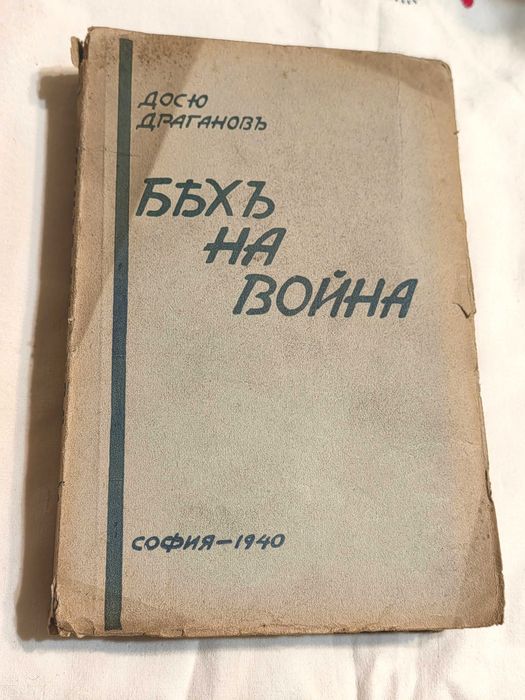 ДОСЮ
ДРАГАНОВЪ
БѢХЪ
НА
ВОЙНА
СОФИЯ – 1940